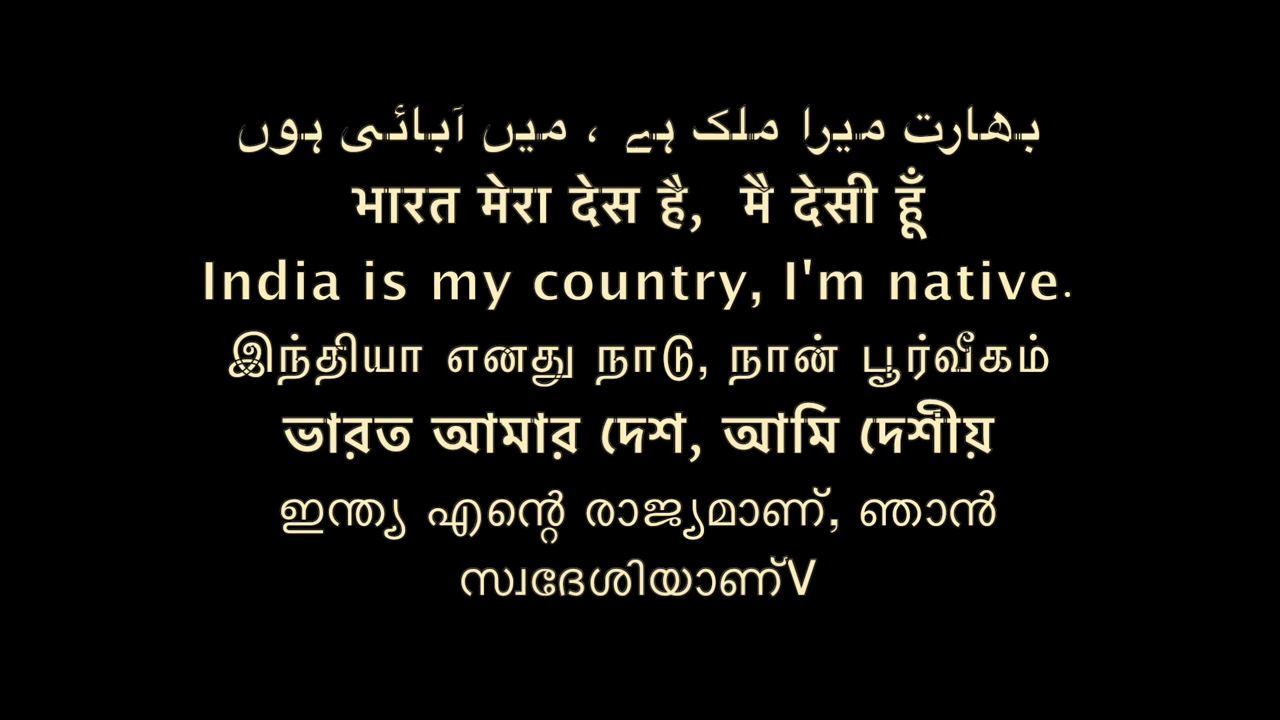 بھارت میرا ملک ہے ، میں آبائی ہوں
भारत मेरा देस है, मै देसी हूँ
India is my country, I'm native.
இந்தியா எனது நாடு, நான் பூர்வீகம்
ভারত আমার দেশ, আমি দেশীয়
ഇന്ത്യ എന്റെ രാജ്യമാണ്, ഞാൻ
സ്വദേശിയാണ്V